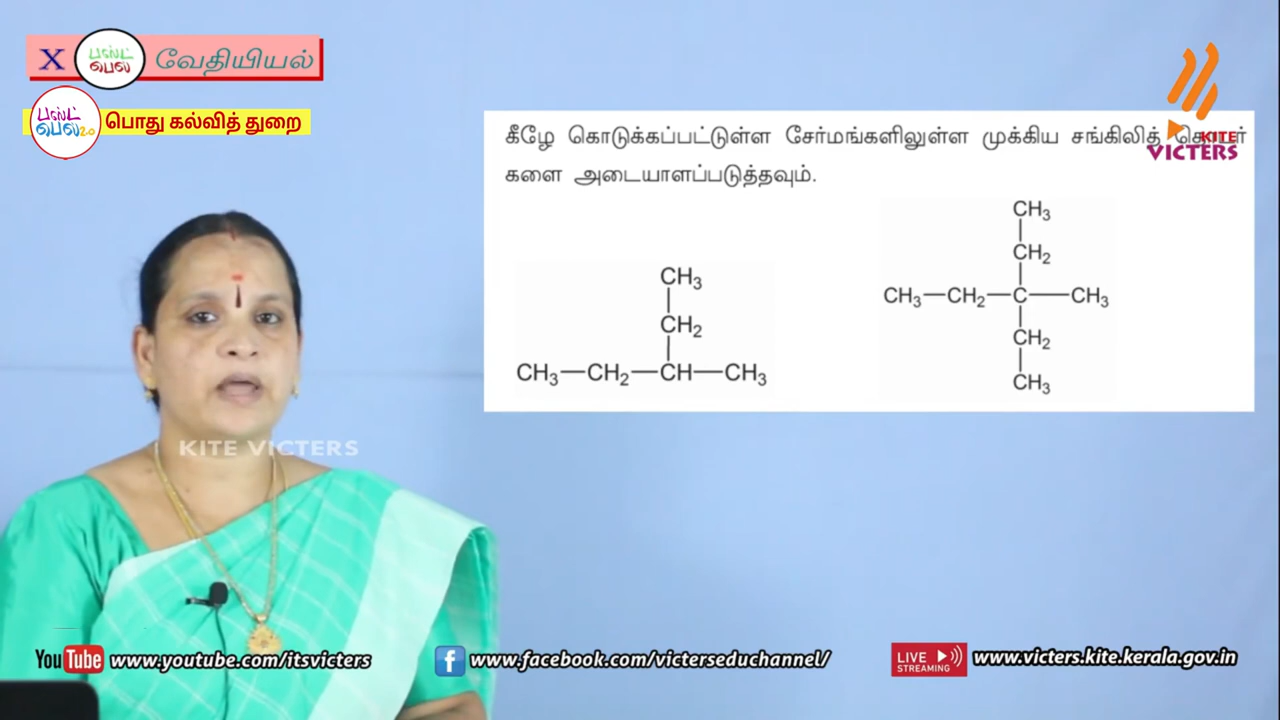 X பஸ்ட் பெல் வேதியியல்
பஸ்ட் பெல் 2.0 பொது கல்வித் துறை
KITE VICTERS
கீழே கொடுக்கப்பட்டுள்ள சேர்மங்களிலுள்ள முக்கிய சங்கிலித்
களை அடையாளப்படுத்தவும்.
CH₃
CH₂
CH₃—CH₂—CH—CH₃
CH₃
CH₂
CH₃—CH₂—C—CH₃
CH₂
CH₃
KITE VICTERS
YouTube www.youtube.com/itsvicters
f www.facebook.com/victerseduchannel/
LIVE STREAMING www.victers.kite.kerala.gov.in